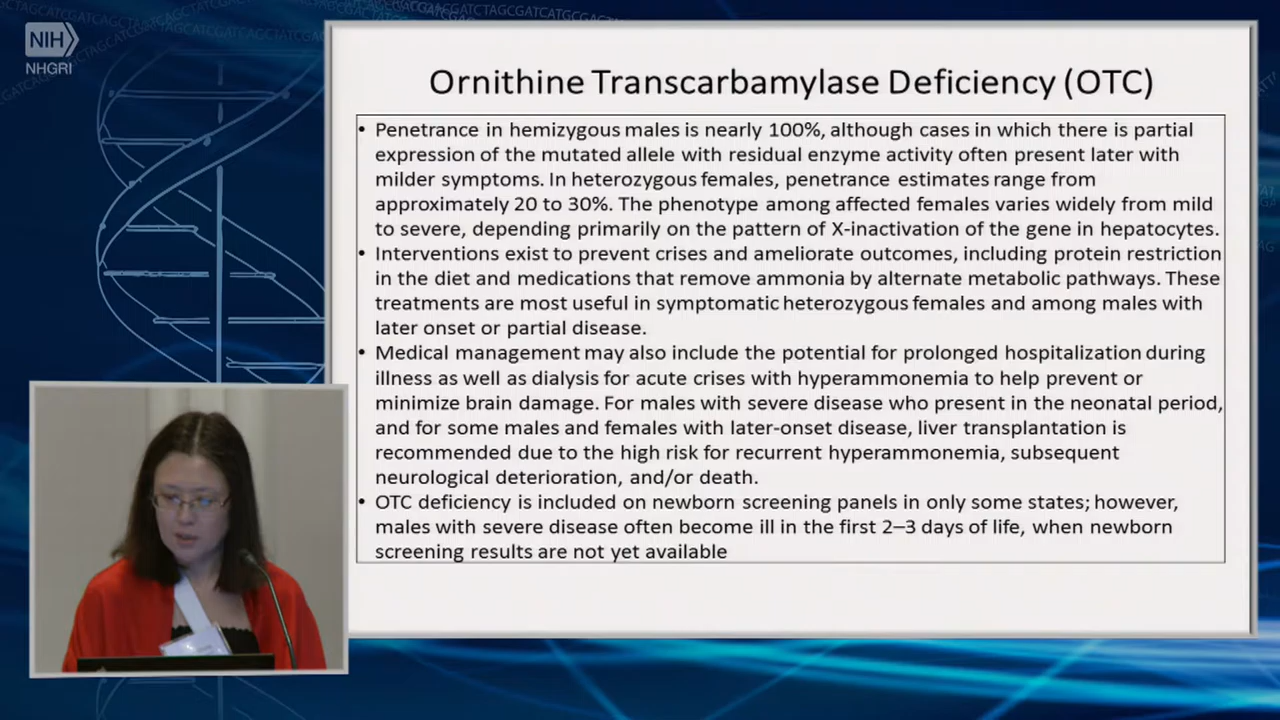 NIH
NHGRI
Ornithine Transcarbamylase Deficiency (OTC)
• Penetrance in hemizygous males is nearly 100%, although cases in which there is partial
expression of the mutated allele with residual enzyme activity often present later with
milder symptoms. In heterozygous females, penetrance estimates range from
approximately 20 to 30%. The phenotype among affected females varies widely from mild
to severe, depending primarily on the pattern of X-inactivation of the gene in hepatocytes.
• Interventions exist to prevent crises and ameliorate outcomes, including protein restriction
in the diet and medications that remove ammonia by alternate metabolic pathways. These
treatments are most useful in symptomatic heterozygous females and among males with
later onset or partial disease.
• Medical management may also include the potential for prolonged hospitalization during
illness as well as dialysis for acute crises with hyperammonemia to help prevent or
minimize brain damage. For males with severe disease who present in the neonatal period,
and for some males and females with later-onset disease, liver transplantation is
recommended due to the high risk for recurrent hyperammonemia, subsequent
neurological deterioration, and/or death.
• OTC deficiency is included on newborn screening panels in only some states; however,
males with severe disease often become ill in the first 2–3 days of life, when newborn
screening results are not yet available